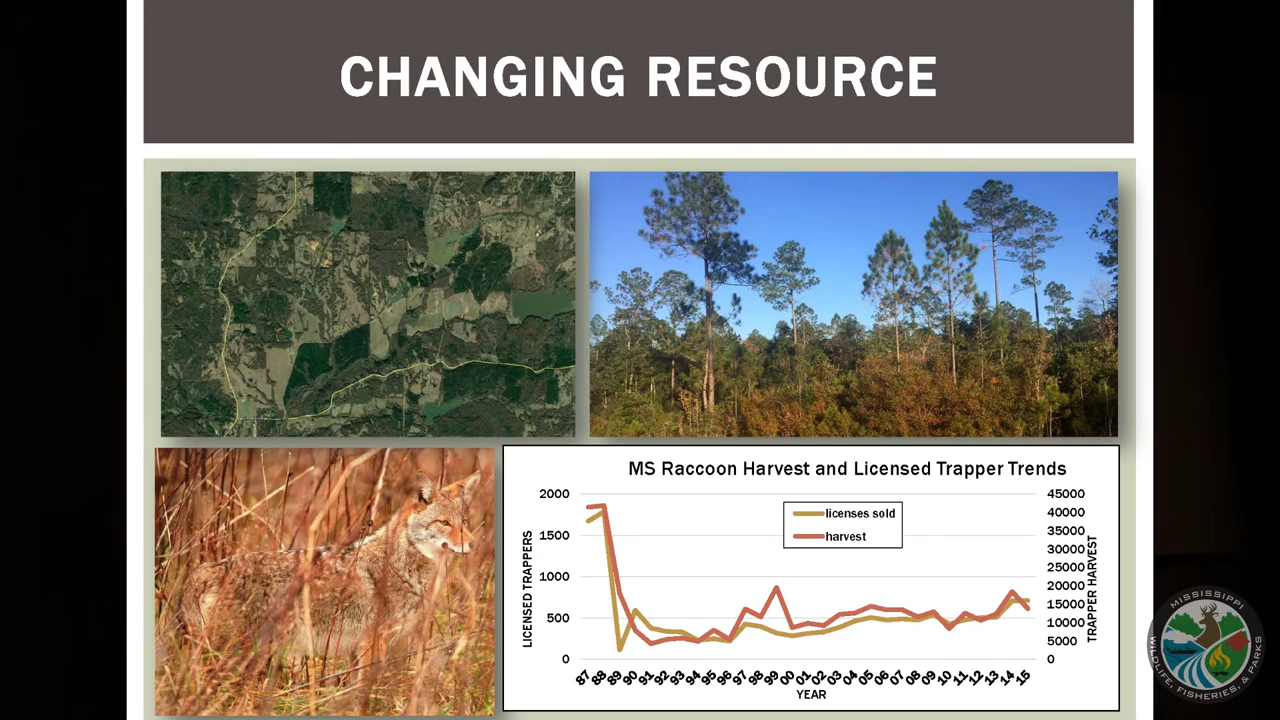 CHANGING RESOURCE
MS Raccoon Harvest and Licensed Trapper Trends
LICENSED TRAPPERS
2000
1500
1000
500
0
licenses sold
harvest
45000
40000
35000
30000
25000
20000
15000
10000
5000
0
TRAPPER HARVEST
87 88 89 90 91 92 93 94 95 96 97 98 99 00 01 02 03 04 05 06 07 08 09 10 11 12 13 14 15
YEAR
MISSISSIPPI
WILDLIFE, FISHERIES, & PARKS